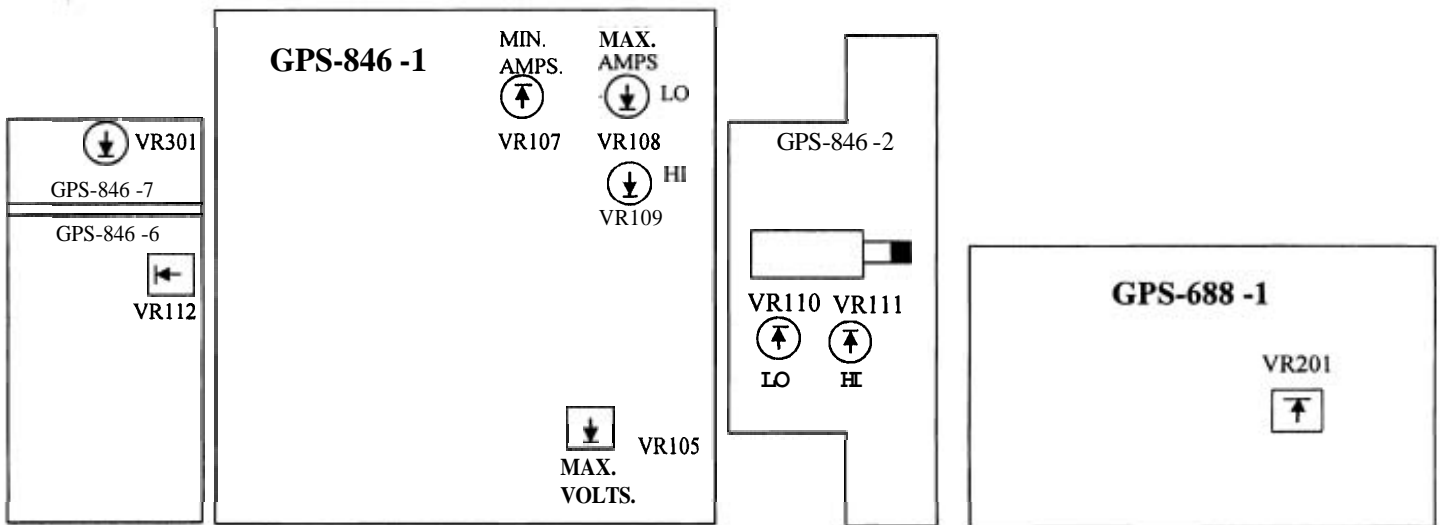 VR301
GPS-846 -7
GPS-846 -6
VR112
GPS-846 -1
MIN.
AMPS.
VR107
MAX.
AMPS
LO
VR108
HI
VR109
VR105
MAX.
VOLTS.
GPS-846 -2
VR110 VR111
LO HI
GPS-688 -1
VR201